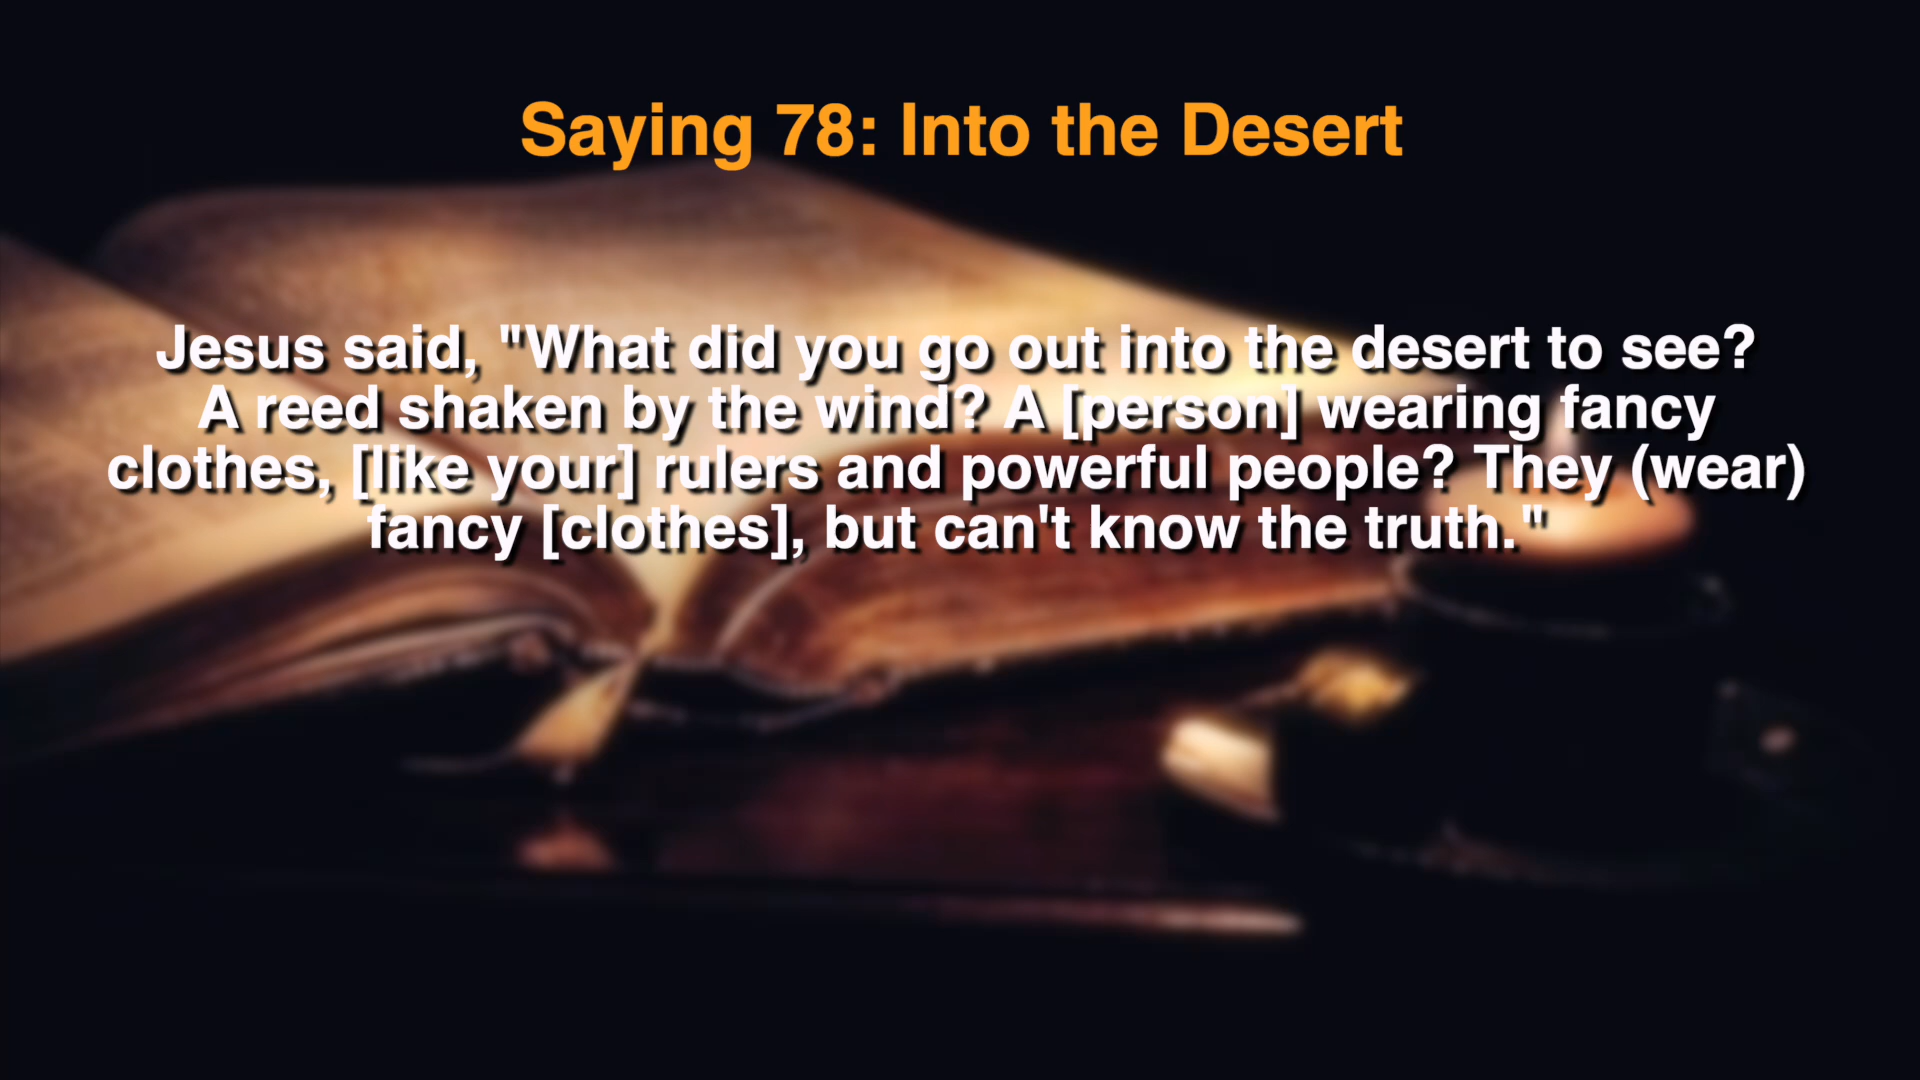 Saying 78: Into the Desert
Jesus said, "What did you go out into the desert to see?
A reed shaken by the wind? A [person] wearing fancy
clothes, [like your] rulers and powerful people? They (wear)
fancy [clothes], but can't know the truth."